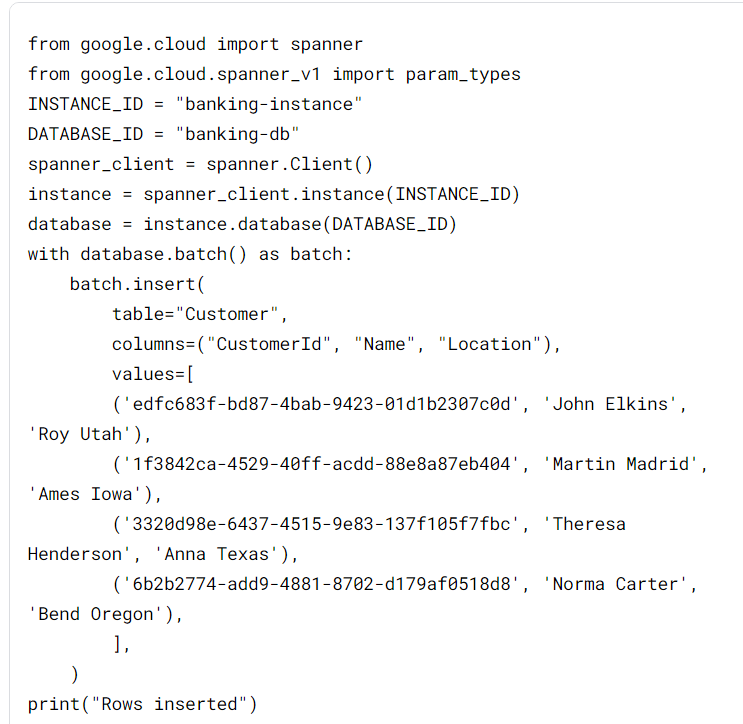 from google.cloud import spanner
from google.cloud.spanner_v1 import param_types
INSTANCE_ID = "banking-instance"
DATABASE_ID = "banking-db"
spanner_client = spanner.Client()
instance = spanner_client.instance(INSTANCE_ID)
database = instance.database(DATABASE_ID)
with database.batch() as batch:
    batch.insert(
        table="Customer",
        columns=("CustomerId", "Name", "Location"),
        values=[
        ('edfc683f-bd87-4bab-9423-01d1b2307c0d', 'John Elkins',
'Roy Utah'),
        ('1f3842ca-4529-40ff-acdd-88e8a87eb404', 'Martin Madrid',
'Ames Iowa'),
        ('3320d98e-6437-4515-9e83-137f105f7fbc', 'Theresa
Henderson', 'Anna Texas'),
        ('6b2b2774-add9-4881-8702-d179af0518d8', 'Norma Carter',
'Bend Oregon'),
        ],
    )
print("Rows inserted")